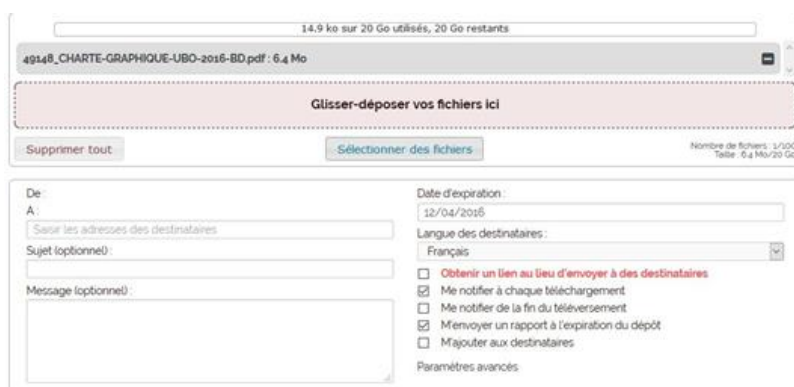 14.9 ko sur 20 Go utilisés, 20 Go restants
49148_CHARTE-GRAPHIQUE-UBO-2016-BD.pdf : 6.4 Mo
Glisser-déposer vos fichiers ici
Supprimer tout
Sélectionner des fichiers
Nombre de fichiers : 1/100
Taille : 6.4 Mo/20 Go
De :
A :
Saisir les adresses des destinataires
Sujet (optionnel) :
Message (optionnel) :
Date d'expiration :
12/04/2016
Langue des destinataires :
Français
Obtenir un lien au lieu d'envoyer à des destinataires
Me notifier à chaque téléchargement
Me notifier de la fin du téléversement
M'envoyer un rapport à l'expiration du dépôt
M'ajouter aux destinataires
Paramètres avancés